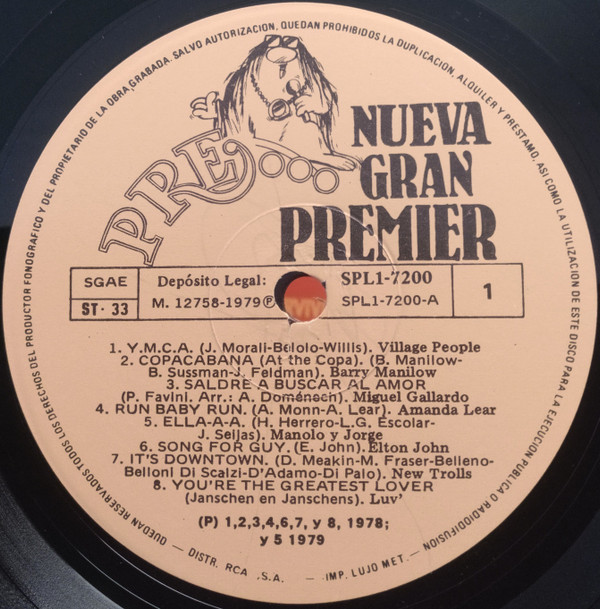 QUEDAN RESERVADOS TODOS LOS DERECHOS DEL PRODUCTOR FONOGRAFICO Y DEL PROPIETARIO DE LA OBRA GRABADA. SALVO AUTORIZACION, QUEDAN PROHIBIDOS LA DUPLICACION, ALQUILER Y PRESTAMO, ASI COMO LA UTILIZACION DE ESTE DISCO PARA LA EJECUCION PUBLICA O RADIODIFUSIÓN
PRE...
NUEVA
GRAN
PREMIER
SGAE
ST· 33
Depósito Legal:
M. 12758-1979 Ⓟ
SPL1-7200
SPL1-7200-A
1
1. Y.M.C.A. (J. Morali-Belolo-Willis). Village People
2. COPACABANA (At the Copa). (B. Manilow-
B. Sussman-J. Feldman). Barry Manilow
3. SALDRE A BUSCAR AL AMOR
(P. Favini. Arr.: A. Doménech). Miguel Gallardo
4. RUN BABY RUN. (A. Monn-A. Lear). Amanda Lear
5. ELLA-A-A. (H. Herrero-L.G. Escolar-
J. Seijas). Manolo y Jorge
6. SONG FOR GUY. (E. John). Elton John
7. IT'S DOWNTOWN. (D. Meakin-M. Fraser-Belleno-
Belloni Di Scalzi-D'Adamo-Di Palo). New Trolls
8. YOU'RE THE GREATEST LOVER
(Janschen en Janschens). Luv'
(P) 1,2,3,4,6,7, y 8, 1978;
y 5 1979
— DISTR. RCA .S.A. — IMP. LUJO MET. —